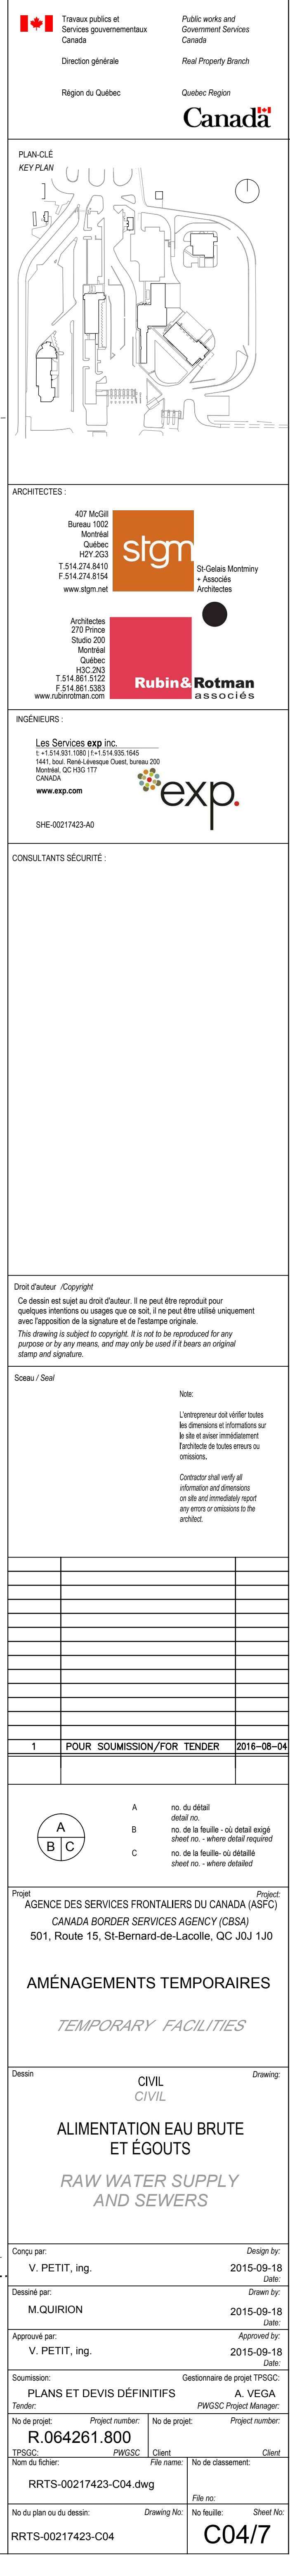 Travaux publics et
Services gouvernementaux
Canada
Public works and
Government Services
Canada
Direction générale
Real Property Branch
Région du Québec
Quebec Region
Canada
PLAN-CLÉ
KEY PLAN
ARCHITECTES :
407 McGill
Bureau 1002
Montréal
Québec
H2Y.2G3
T.514.274.8410
F.514.274.8154
www.stgm.net
stgm
St-Gelais Montminy
+ Associés
Architectes
Architectes
270 Prince
Studio 200
Montréal
Québec
H3C.2N3
T.514.861.5122
F.514.861.5383
www.rubinrotman.com
Rubin & Rotman
associés
INGÉNIEURS :
Les Services exp inc.
t: +1.514.931.1080 | f:+1.514.935.1645
1441, boul. René-Lévesque Ouest, bureau 200
Montréal, QC H3G 1T7
CANADA
www.exp.com
exp.
SHE-00217423-A0
CONSULTANTS SÉCURITÉ :
Droit d'auteur /Copyright
Ce dessin est sujet au droit d'auteur. Il ne peut être reproduit pour
quelques intentions ou usages que ce soit, il ne peut être utilisé uniquement
avec l'apposition de la signature et de l'estampe originale.
This drawing is subject to copyright. It is not to be reproduced for any
purpose or by any means, and may only be used if it bears an original
stamp and signature.
Sceau / Seal
Note:
L'entrepreneur doit vérifier toutes
les dimensions et informations sur
le site et aviser immédiatement
l'architecte de toutes erreurs ou
omissions.
Contractor shall verify all
information and dimensions
on site and immediately report
any errors or omissions to the
architect.
1 POUR SOUMISSION/FOR TENDER 2016-08-04
A
B C
A no. du détail
detail no.
B no. de la feuille - où détail exigé
sheet no. - where detail required
C no. de la feuille- où détaillé
sheet no. - where detailed
Projet Project:
AGENCE DES SERVICES FRONTALIERS DU CANADA (ASFC)
CANADA BORDER SERVICES AGENCY (CBSA)
501, Route 15, St-Bernard-de-Lacolle, QC J0J 1J0
AMÉNAGEMENTS TEMPORAIRES
TEMPORARY FACILITIES
Dessin Drawing:
CIVIL
CIVIL
ALIMENTATION EAU BRUTE
ET ÉGOUTS
RAW WATER SUPPLY
AND SEWERS
Conçu par: Design by:
V. PETIT, ing. 2015-09-18
Date:
Dessiné par: Drawn by:
M.QUIRION 2015-09-18
Date:
Approuvé par: Approved by:
V. PETIT, ing. 2015-09-18
Date:
Soumission: Gestionnaire de projet TPSGC:
PLANS ET DEVIS DÉFINITIFS A. VEGA
Tender: PWGSC Project Manager:
No de projet: Project number: No de projet: Project number:
R.064261.800
TPSGC: PWGSC Client Client
Nom du fichier: File name: No de classement:
RRTS-00217423-C04.dwg
File no:
No du plan ou du dessin: Drawing No: No feuille: Sheet No:
RRTS-00217423-C04 C04/7